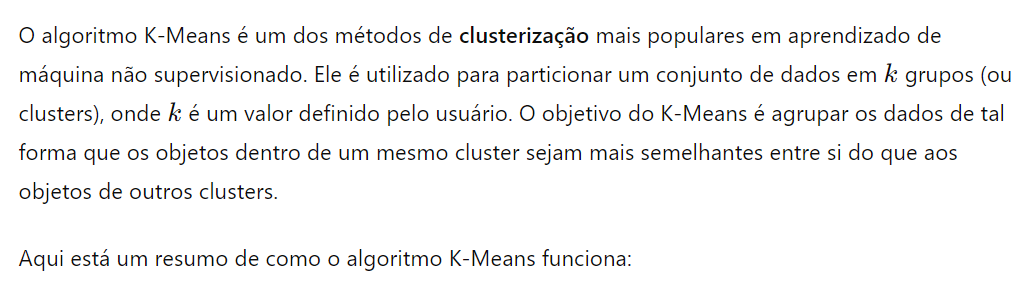 O algoritmo K-Means é um dos métodos de clusterização mais populares em aprendizado de
máquina não supervisionado. Ele é utilizado para particionar um conjunto de dados em k grupos (ou
clusters), onde k é um valor definido pelo usuário. O objetivo do K-Means é agrupar os dados de tal
forma que os objetos dentro de um mesmo cluster sejam mais semelhantes entre si do que aos
objetos de outros clusters.
Aqui está um resumo de como o algoritmo K-Means funciona: